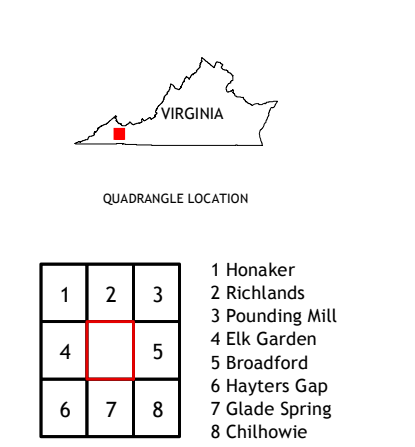 VIRGINIA
QUADRANGLE LOCATION
1 2 3
4 5
6 7 8
1 Honaker
2 Richlands
3 Pounding Mill
4 Elk Garden
5 Broadford
6 Hayters Gap
7 Glade Spring
8 Chilhowie